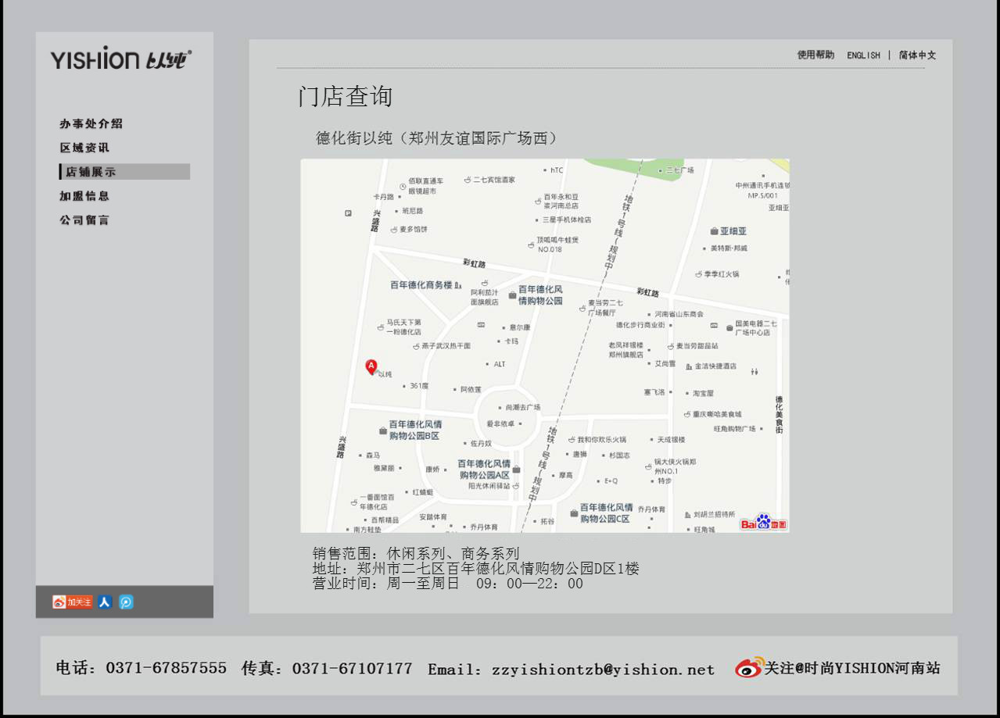 YISHION 以纯®
办事处介绍
区域资讯
店铺展示
加盟信息
公司留言
加关注
使用帮助 ENGLISH | 简体中文
门店查询
德化街以纯（郑州友谊国际广场西）
hTC
二七广场
佰联直通车
眼镜超市
二七宾馆酒家
中州通讯手机连锁
MP.5/001
卡丹路
百年永和豆
浆河南总店
亚细亚
班尼路
兴盛路
三星手机体检店
地铁1号线(规划中)
麦多馅饼
亚细亚
顶呱呱牛蛙煲
NO.018
美特斯·邦威
彩虹路
季季红火锅
百年德化商务楼
阿利茄汁
面旗舰店
百年德化风
情购物公园
彩虹路
麦当劳二七
广场餐厅
河南省山东商会
马氏天下第
一粉德化店
意尔康
德化步行商业街
国美电器二七
广场中心店
卡玛
燕子武汉热干面
老凤祥银楼
郑州旗舰店
麦当劳甜品站
A
以纯
ALT
艾尚雪
金洁快捷酒店
361度
阿依莲
塞飞洛
淘宝屋
尚潮去广场
德化美食街
重庆嘶哈美食城
百年德化风情
购物公园B区
爱非依卓
旺角购物广场
地铁1号线(规划中)
兴盛路
佐丹奴
我和你欢乐火锅
天成银楼
森马
唐狮
杉国志
雅黛丽
康娇
百年德化风情
购物公园A区
锅大侠火锅郑
州NO.1
摩高
E+Q
特步
阳光休闲驿站
红蜻蜓
一番面馆百
年德化店
百年德化风情
购物公园C区
乔丹体育
刘胡兰招待所
安踏体育
百帮精品
拓谷
乔丹体育
南方鞋垫
旺角城
Bai du 地图
销售范围：休闲系列、商务系列
地址：郑州市二七区百年德化风情购物公园D区1楼
营业时间：周一至周日 09：00—22：00
电话：0371-67857555 传真：0371-67107177 Email：zzyishiontzb@yishion.net 关注@时尚YISHION河南站